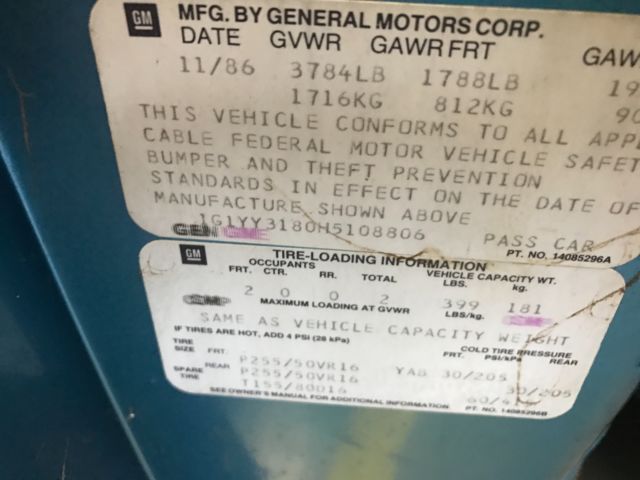 GM MFG. BY GENERAL MOTORS CORP.
DATE GVWR GAWR FRT GAW
11/86 3784LB 1788LB 19
1716KG 812KG 90
THIS VEHICLE CONFORMS TO ALL APPL
CABLE FEDERAL MOTOR VEHICLE SAFET
BUMPER AND THEFT PREVENTION
STANDARDS IN EFFECT ON THE DATE OF
MANUFACTURE SHOWN ABOVE
1G1YY3180H5108806 PASS CAR
PT. NO. 14085296A
GM TIRE-LOADING INFORMATION
OCCUPANTS VEHICLE CAPACITY WT.
FRT. CTR. RR. TOTAL LBS. kg.
2 0 0 2 399 181
MAXIMUM LOADING AT GVWR LBS/kg.
SAME AS VEHICLE CAPACITY WEIGHT
IF TIRES ARE HOT, ADD 4 PSI (28 kPa)
TIRE SIZE COLD TIRE PRESSURE
FRT. FRT. PSI/kPa REAR
P255/50VR16 YAB 30/205
REAR P255/50VR16 30/205
SPARE TIRE T155/80D16
SEE OWNER'S MANUAL FOR ADDITIONAL INFORMATION PT. NO. 14085296B